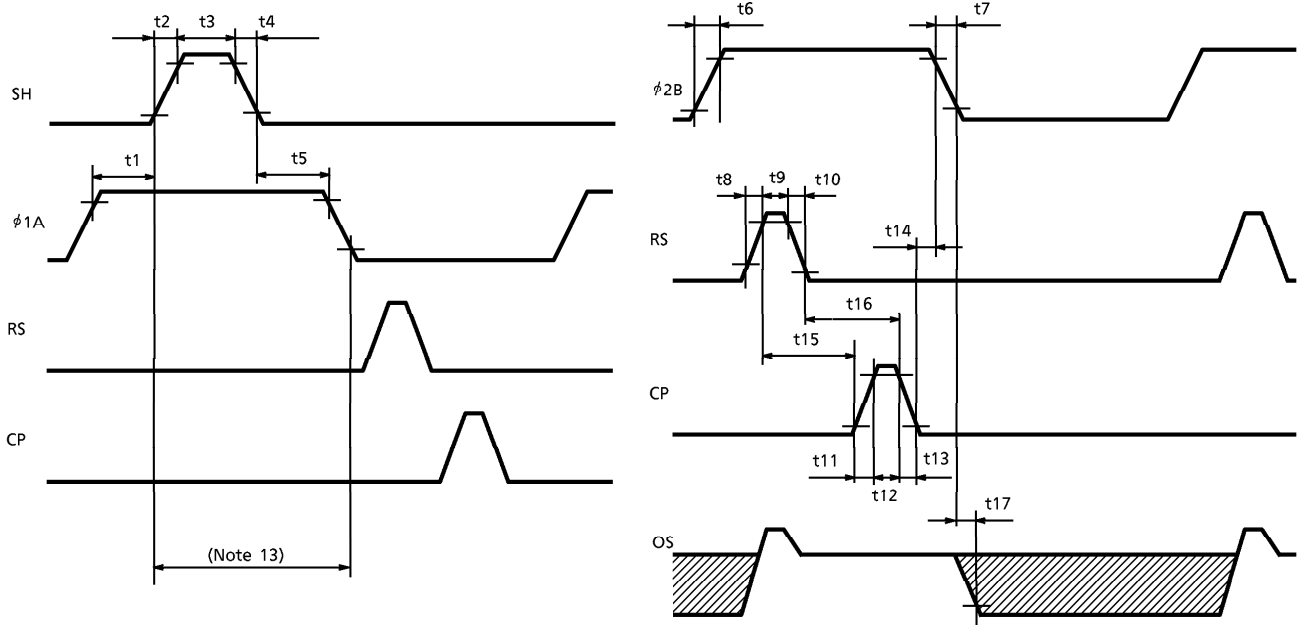 t2 t3 t4
SH
t1 t5
ϕ1A
RS
CP
(Note 13)
t6 t7
ϕ2B
t8 t9 t10
RS
t14
t16
t15
CP
t11 t12 t13
t17
OS